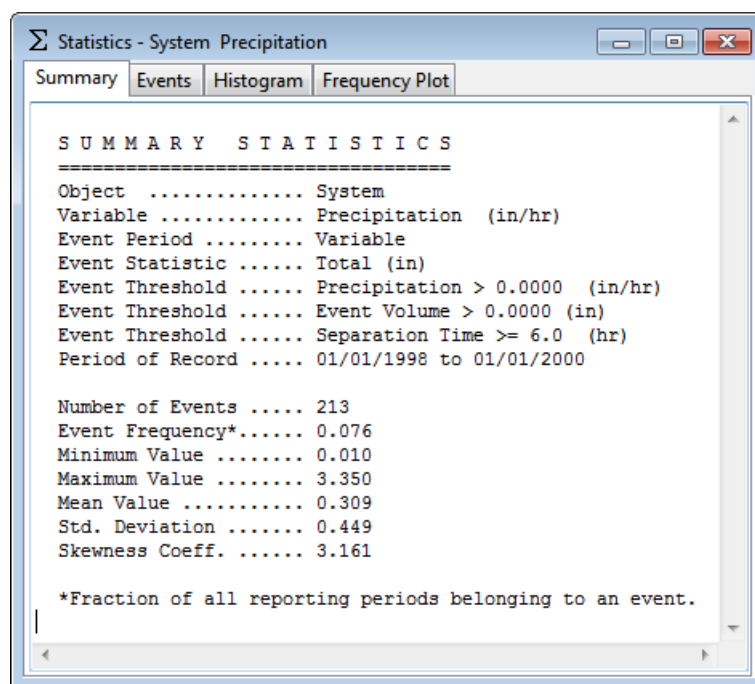 Σ Statistics - System Precipitation
Summary Events Histogram Frequency Plot
S U M M A R Y   S T A T I S T I C S
===================================
Object .............. System
Variable ............ Precipitation (in/hr)
Event Period ........ Variable
Event Statistic ...... Total (in)
Event Threshold ...... Precipitation > 0.0000 (in/hr)
Event Threshold ...... Event Volume > 0.0000 (in)
Event Threshold ...... Separation Time >= 6.0 (hr)
Period of Record ..... 01/01/1998 to 01/01/2000
Number of Events ..... 213
Event Frequency*...... 0.076
Minimum Value ........ 0.010
Maximum Value ........ 3.350
Mean Value ........... 0.309
Std. Deviation ....... 0.449
Skewness Coeff. ...... 3.161
*Fraction of all reporting periods belonging to an event.